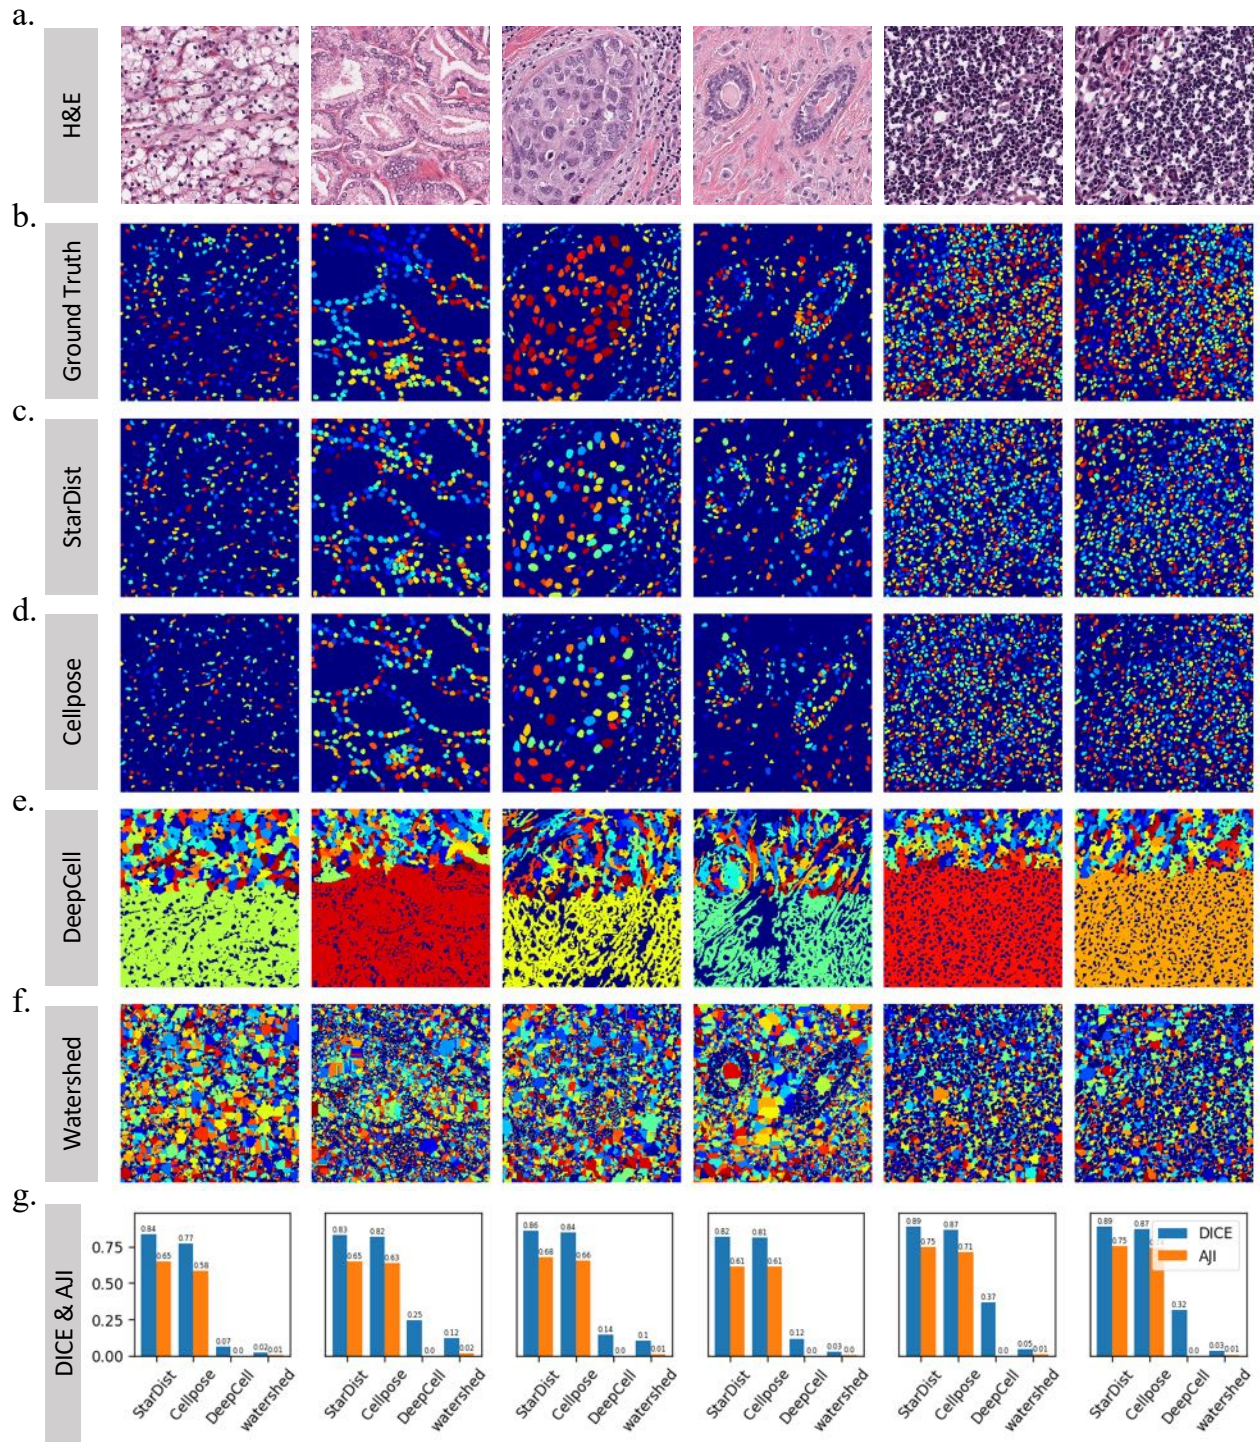 a.
H&E
b.
Ground Truth
c.
StarDist
d.
Cellpose
e.
DeepCell
f.
Watershed
g.
DICE & AJI
0.75
0.50
0.25
0.00
0.84
0.65
0.77
0.58
0.07
0.0
0.02
0.01
StarDist
Cellpose
DeepCell
watershed
0.83
0.65
0.82
0.63
0.25
0.0
0.12
0.02
StarDist
Cellpose
DeepCell
watershed
0.86
0.68
0.84
0.66
0.14
0.0
0.1
0.01
StarDist
Cellpose
DeepCell
watershed
0.82
0.61
0.81
0.61
0.12
0.0
0.03
0.0
StarDist
Cellpose
DeepCell
watershed
0.89
0.75
0.87
0.71
0.37
0.0
0.05
0.01
StarDist
Cellpose
DeepCell
watershed
0.89
0.75
0.87
0.32
0.0
0.03
0.01
DICE
AJI
StarDist
Cellpose
DeepCell
watershed